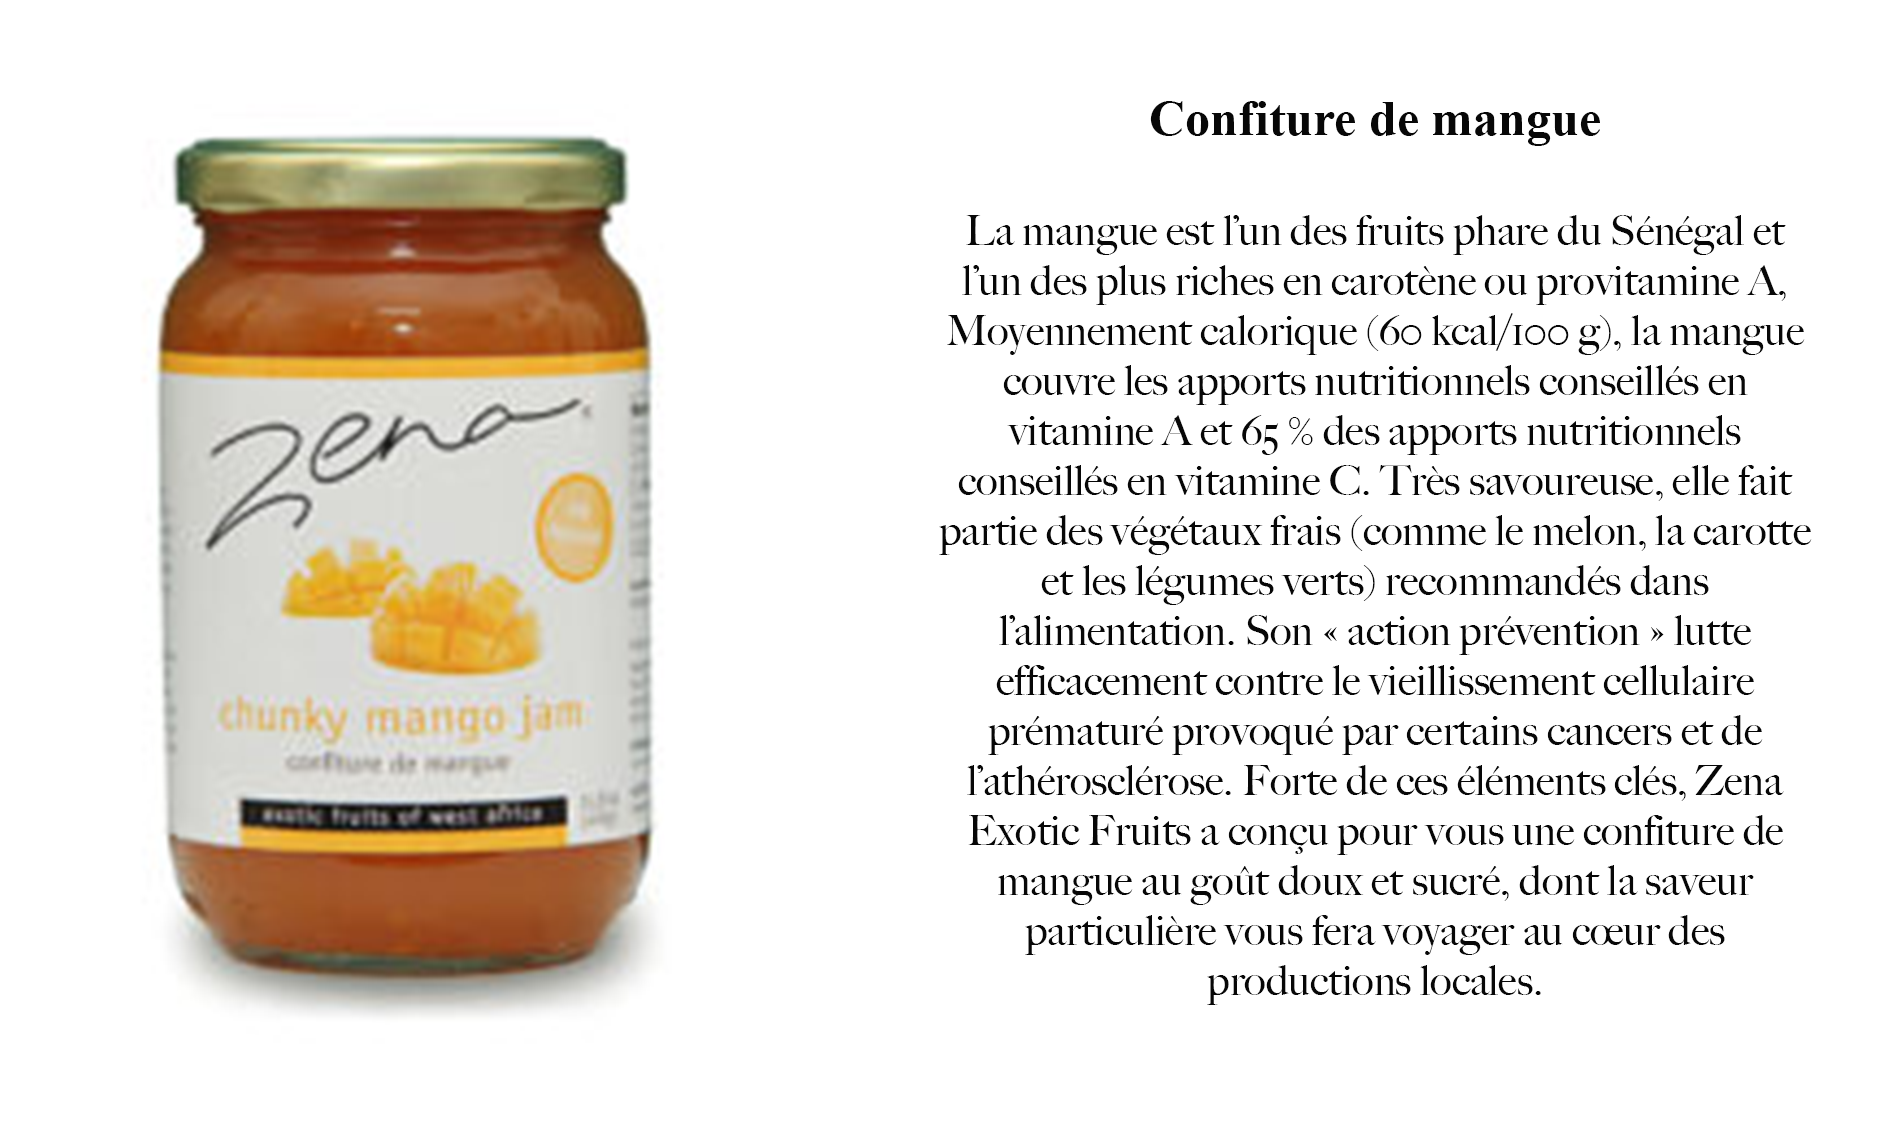 Zena
chunky mango jam
confiture de mangue
exotic fruits of west africa
Confiture de mangue
La mangue est l’un des fruits phare du Sénégal et
l’un des plus riches en carotène ou provitamine A,
Moyennement calorique (60 kcal/100 g), la mangue
couvre les apports nutritionnels conseillés en
vitamine A et 65 % des apports nutritionnels
conseillés en vitamine C. Très savoureuse, elle fait
partie des végétaux frais (comme le melon, la carotte
et les légumes verts) recommandés dans
l’alimentation. Son « action prévention » lutte
efficacement contre le vieillissement cellulaire
prématuré provoqué par certains cancers et de
l’athérosclérose. Forte de ces éléments clés, Zena
Exotic Fruits a conçu pour vous une confiture de
mangue au goût doux et sucré, dont la saveur
particulière vous fera voyager au cœur des
productions locales.